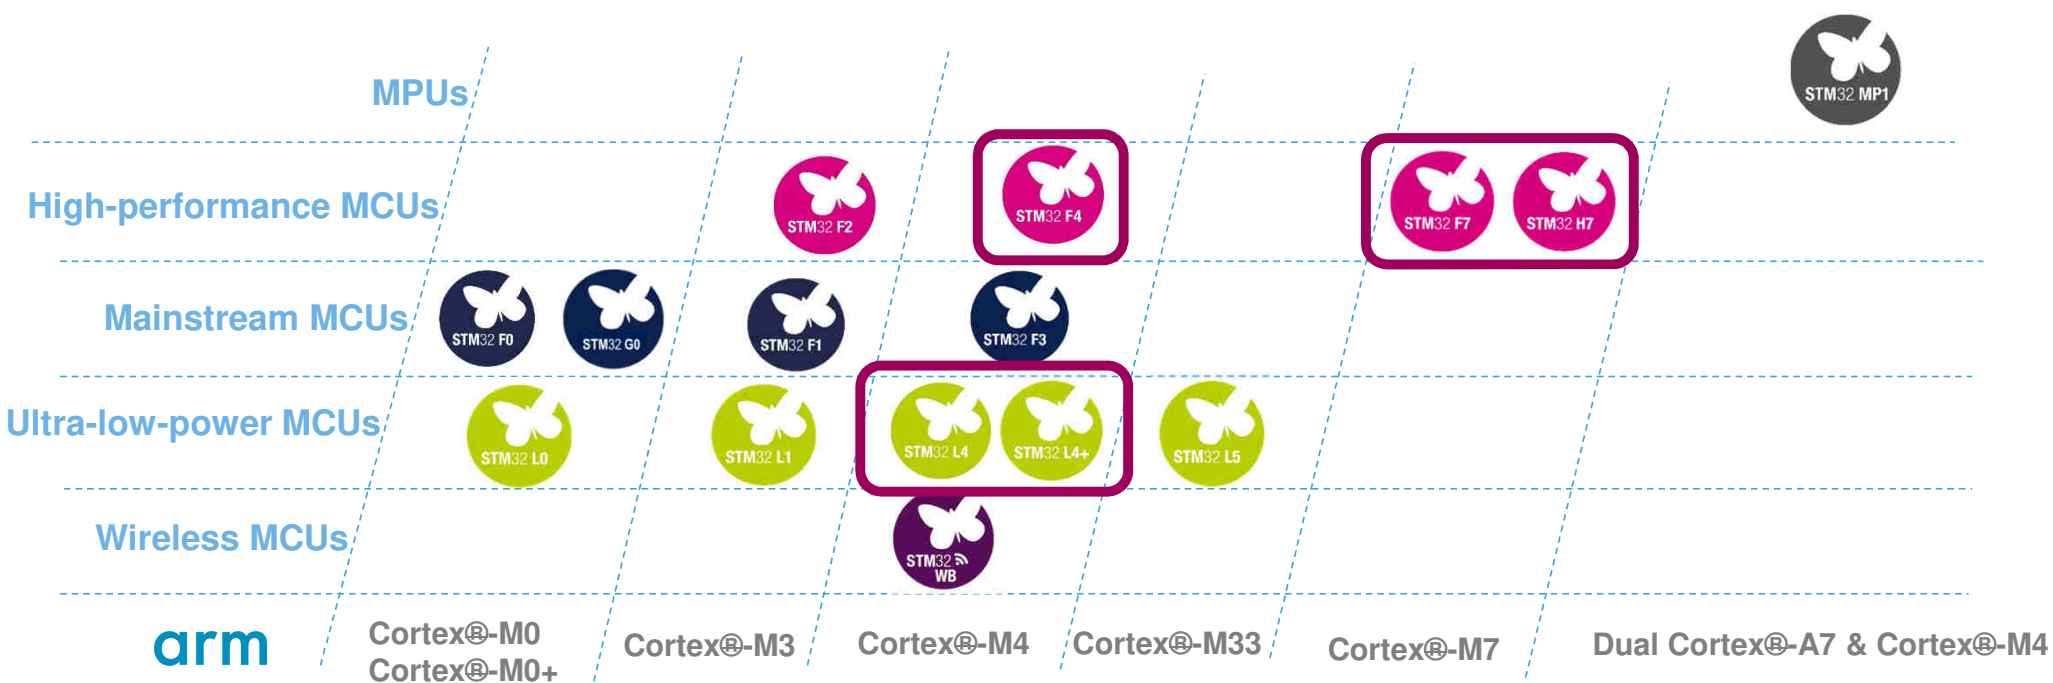 MPUs
STM32 MP1
High-performance MCUs
STM32 F2
STM32 F4
STM32 F7
STM32 H7
Mainstream MCUs
STM32 F0
STM32 G0
STM32 F1
STM32 F3
Ultra-low-power MCUs
STM32 L0
STM32 L1
STM32 L4
STM32 L4+
STM32 L5
Wireless MCUs
STM32
WB
arm
Cortex®-M0
Cortex®-M0+
Cortex®-M3
Cortex®-M4
Cortex®-M33
Cortex®-M7
Dual Cortex®-A7 & Cortex®-M4